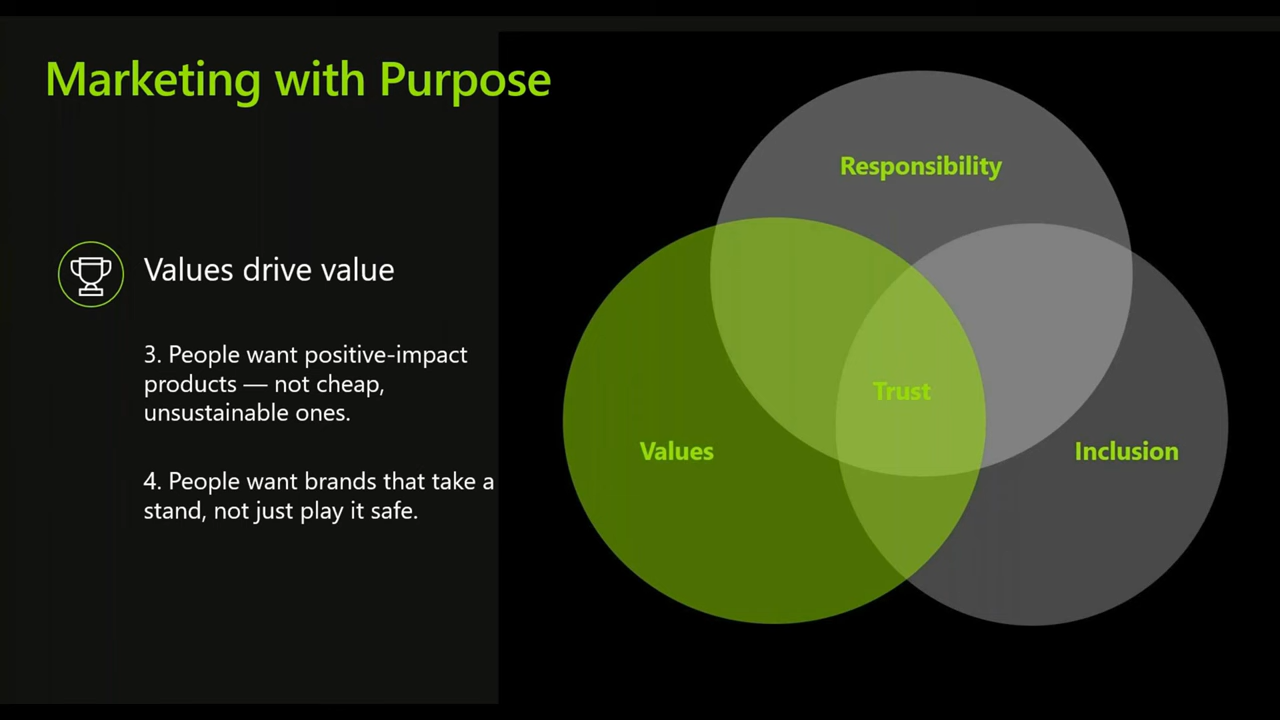 Marketing with Purpose
Values drive value
3. People want positive-impact
products — not cheap,
unsustainable ones.
4. People want brands that take a
stand, not just play it safe.
Responsibility
Trust
Values
Inclusion